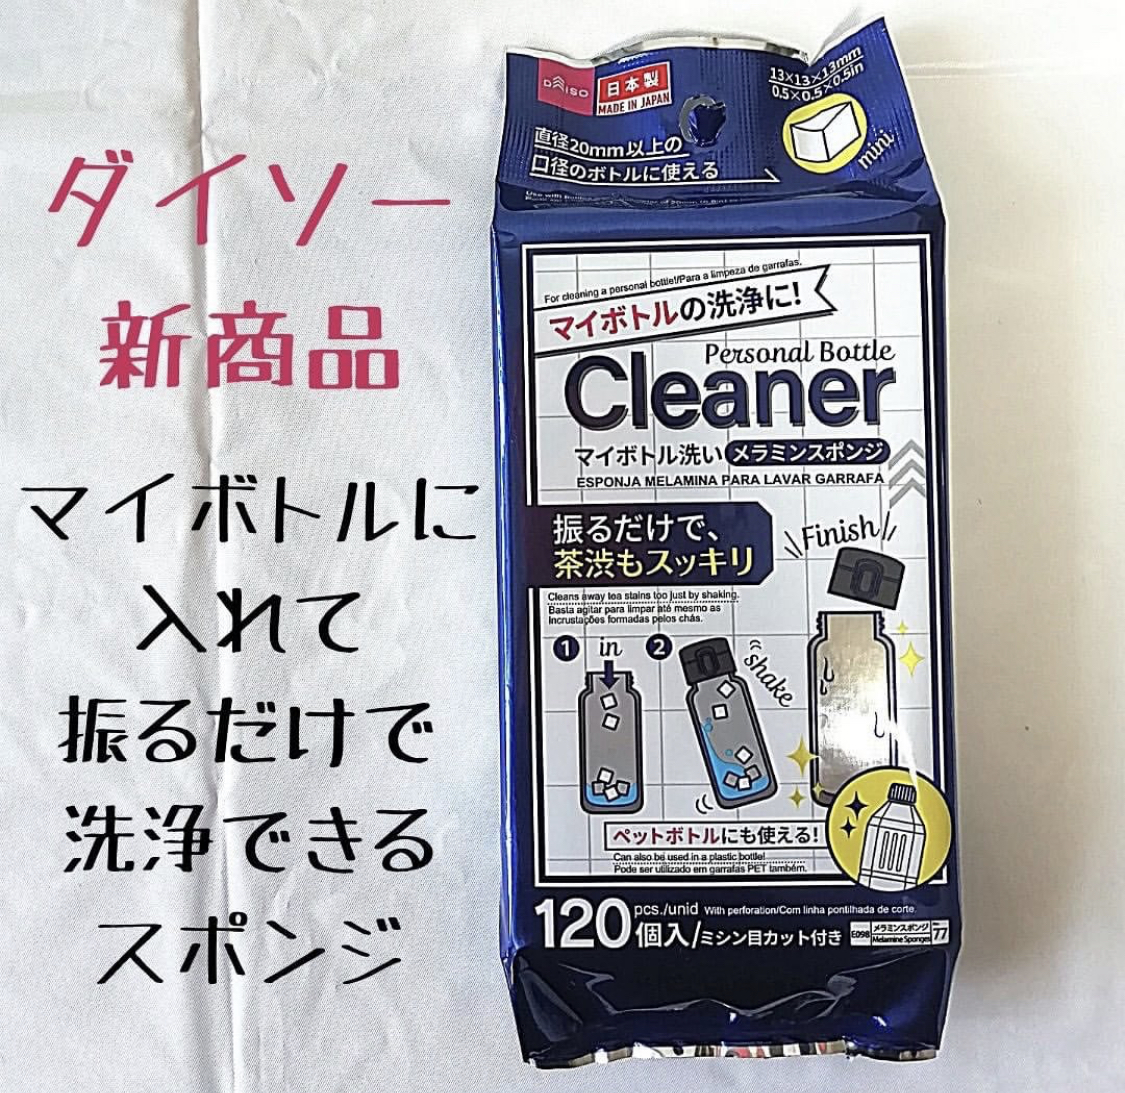 ダイソー
新商品
マイボトルに
入れて
振るだけで
洗浄できる
スポンジ
DAISO
日本製
MADE IN JAPAN
13×13×13mm
0.5×0.5×0.5in
mini
直径20mm以上の
口径のボトルに使える
For cleaning a personal bottle!/Para a limpeza de garrafas.
マイボトルの洗浄に!
Personal Bottle
Cleaner
マイボトル洗い メラミンスポンジ
ESPONJA MELAMINA PARA LAVAR GARRAFA
振るだけで、
茶渋もスッキリ
Finish
Cleans away tea stains too just by shaking.
Basta agitar para limpar até mesmo as
incrustações formadas pelos chás.
1 in 2
shake
ペットボトルにも使える!
Can also be used in a plastic bottle!
Pode ser utilizado em garrafas PET também.
120 pcs./unid With perforation/Com linha pontilhada de corte
個入/ミシン目カット付き
E098 メラミンスポンジ
Melamine Sponges 77